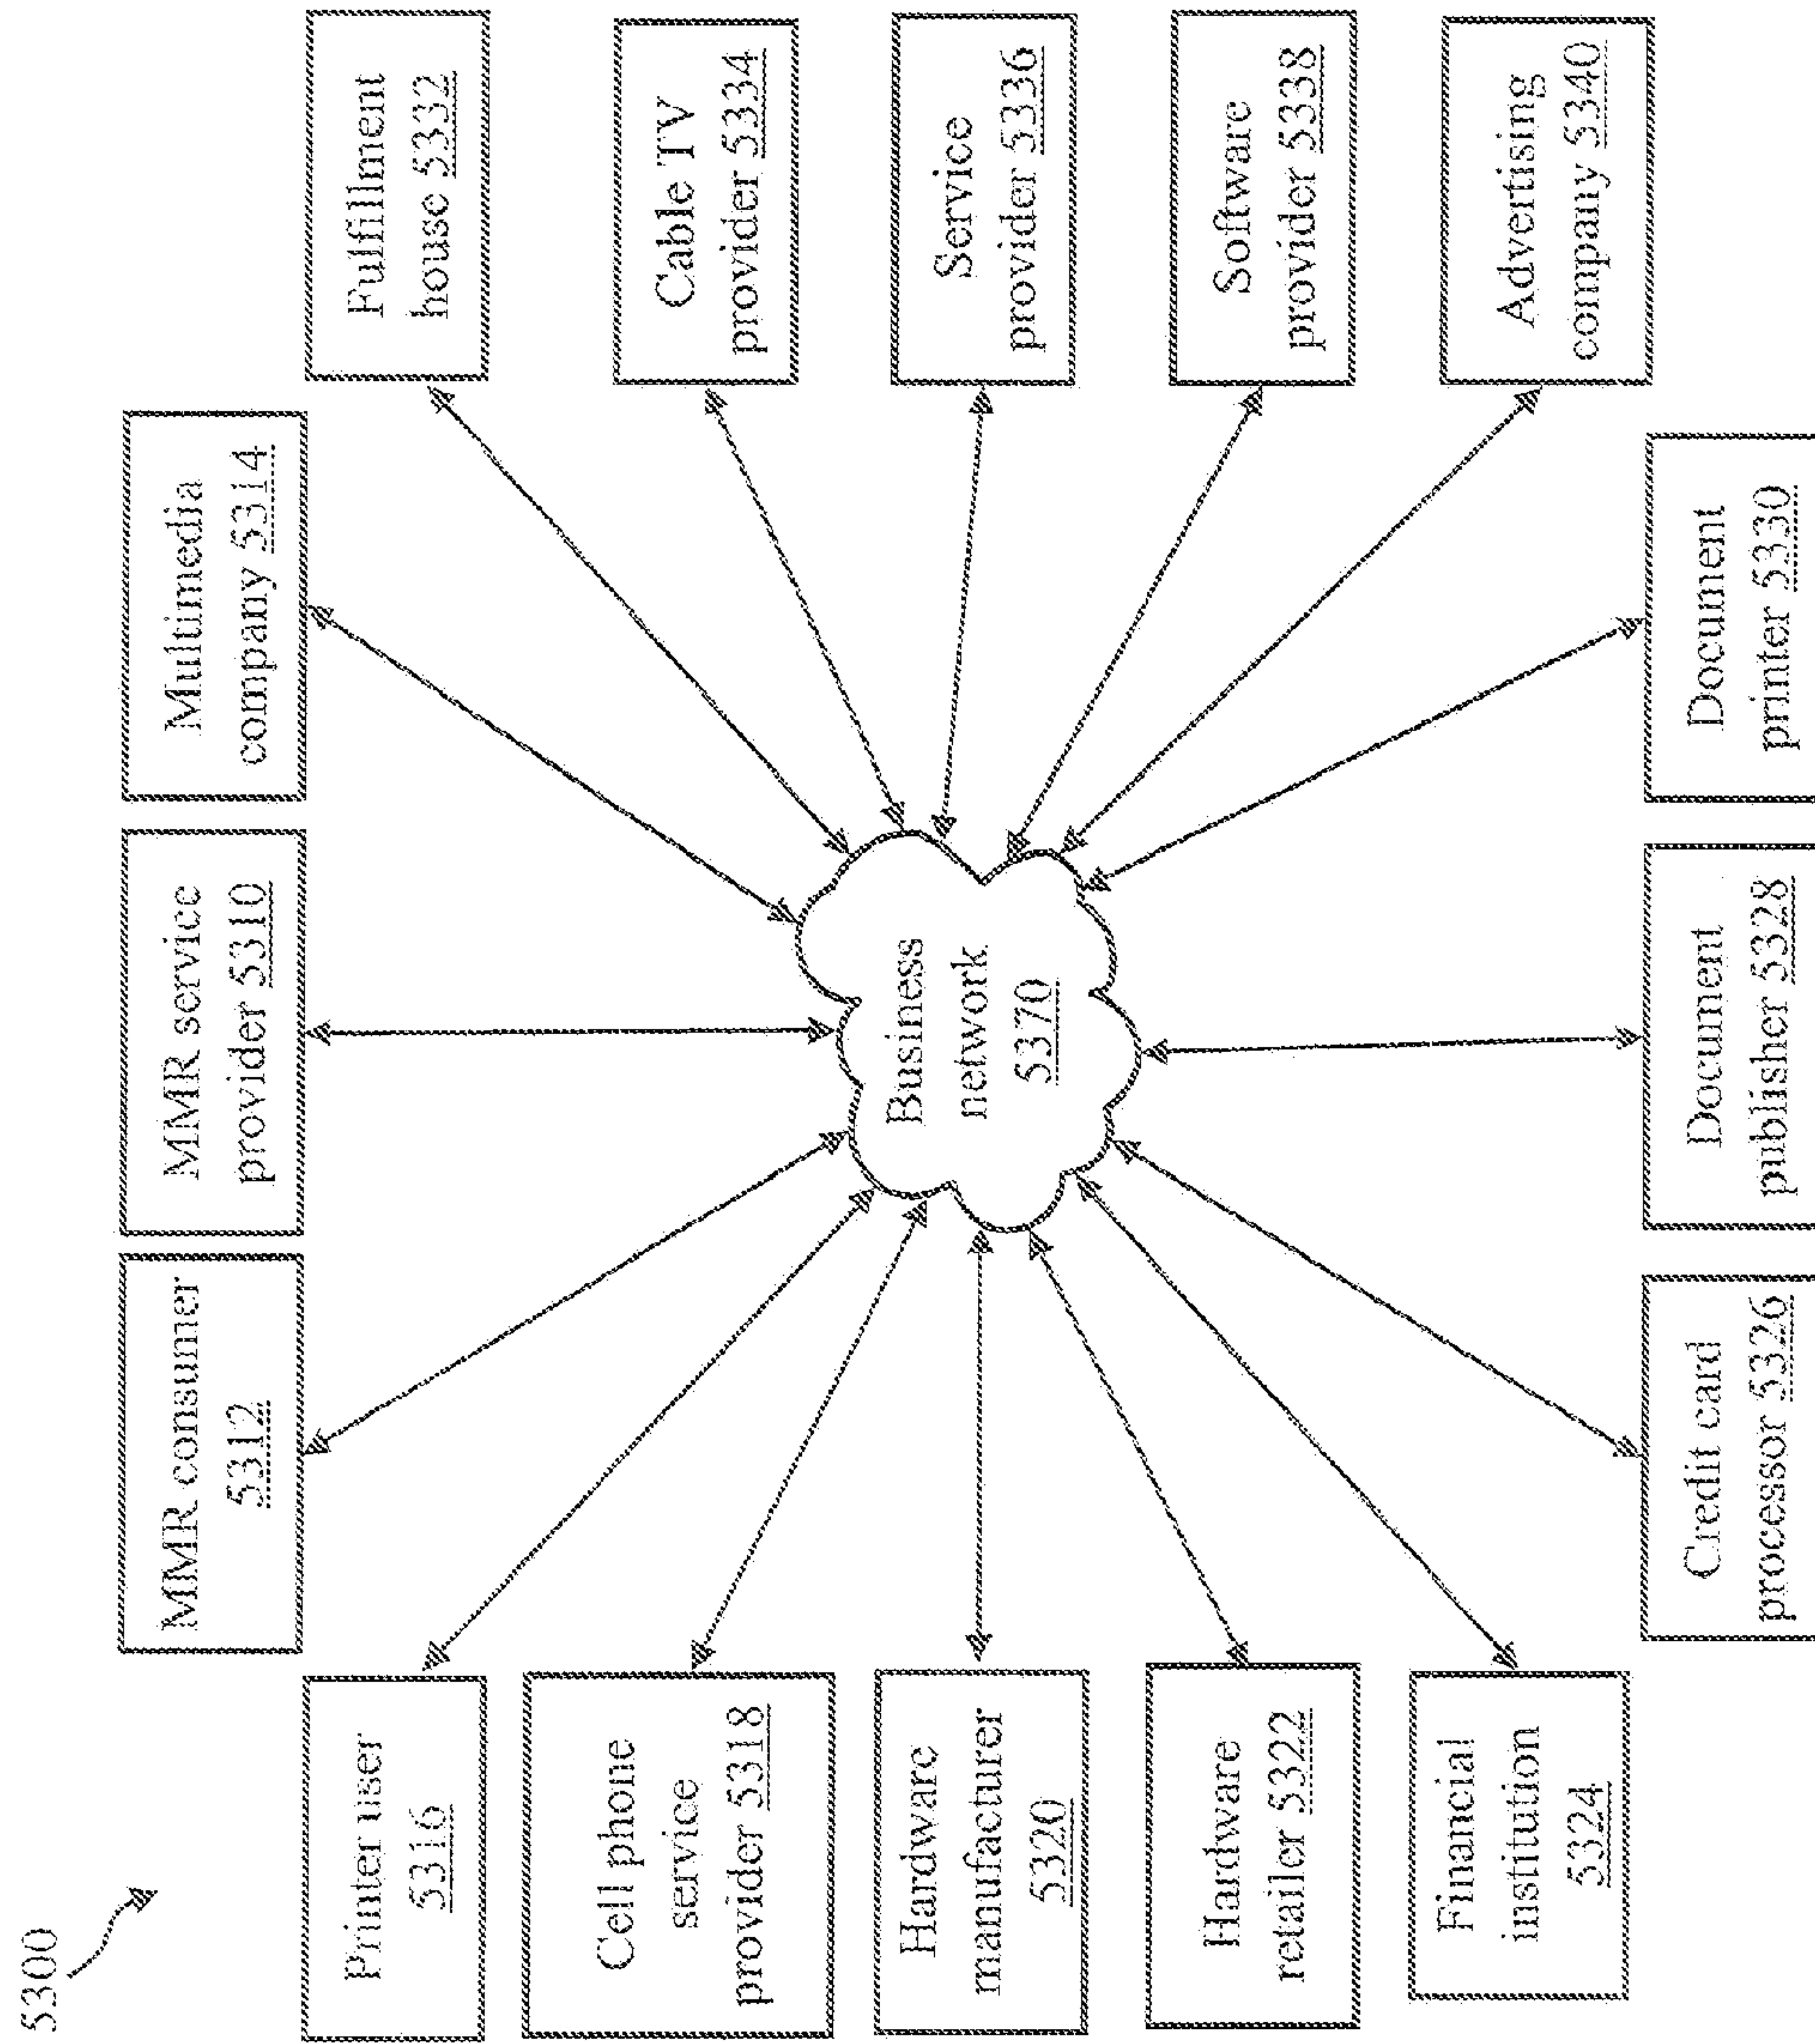 5300
MMR consumer
5312
MMR service
provider 5310
Multimedia
company 5314
Printer user
5316
Fulfillment
house 5332
Cell phone
service
provider 5318
Cable TV
provider 5334
Hardware
manufacturer
5320
Business
network
5370
Service
provider 5336
Hardware
retailer 5322
Software
provider 5338
Financial
institution
5324
Advertising
company 5340
Credit card
processor 5326
Document
publisher 5328
Document
printer 5330